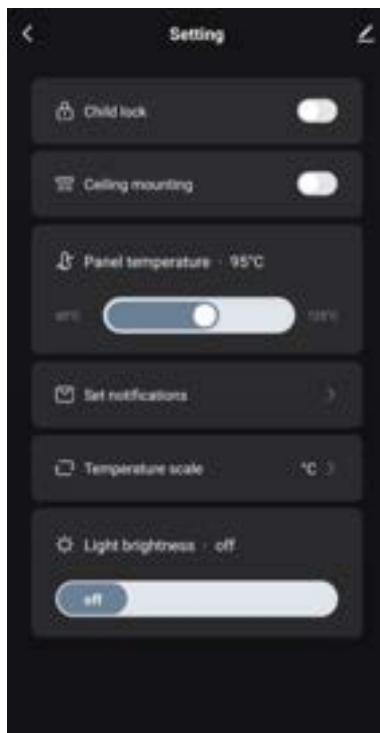 Setting
Child lock
Ceiling mounting
Panel temperature · 95°C
Set notifications
Temperature scale °C
Light brightness · off
off